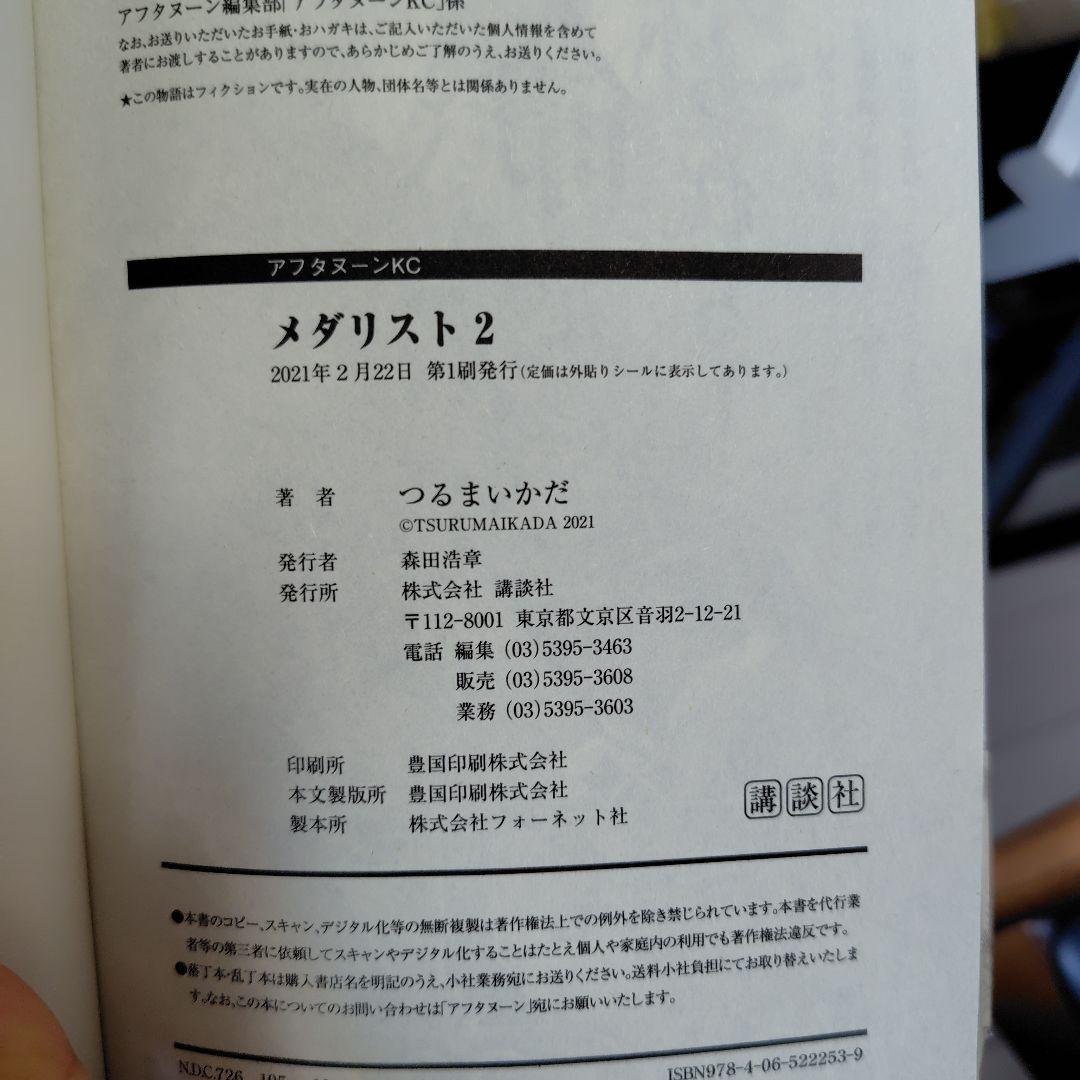 アフタヌーン編集部「アフタヌーンKC」係
なお、お送りいただいたお手紙・おハガキは、ご記入いただいた個人情報を含めて
著者にお渡しすることがありますので、あらかじめご了解のうえ、お送りください。
★この物語はフィクションです。実在の人物、団体名等とは関係ありません。
アフタヌーンKC
メダリスト 2
2021年2月22日 第1刷発行(定価は外貼りシールに表示してあります。)
著 者 つるまいかだ
©TSURUMAIKADA 2021
発行者 森田浩章
発行所 株式会社 講談社
〒112-8001 東京都文京区音羽2-12-21
電話 編集 (03)5395-3463
販売 (03)5395-3608
業務 (03)5395-3603
印刷所 豊国印刷株式会社
本文製版所 豊国印刷株式会社
製本所 株式会社フォーネット社
講談社
●本書のコピー、スキャン、デジタル化等の無断複製は著作権法上での例外を除き禁じられています。本書を代行業
者等の第三者に依頼してスキャンやデジタル化することはたとえ個人や家庭内の利用でも著作権法違反です。
●落丁本・乱丁本は購入書店名を明記のうえ、小社業務宛にお送りください。送料小社負担にてお取り替えいたしま
す。なお、この本についてのお問い合わせは「アフタヌーン」宛にお願いいたします。
N.D.C.726 ISBN978-4-06-522253-9